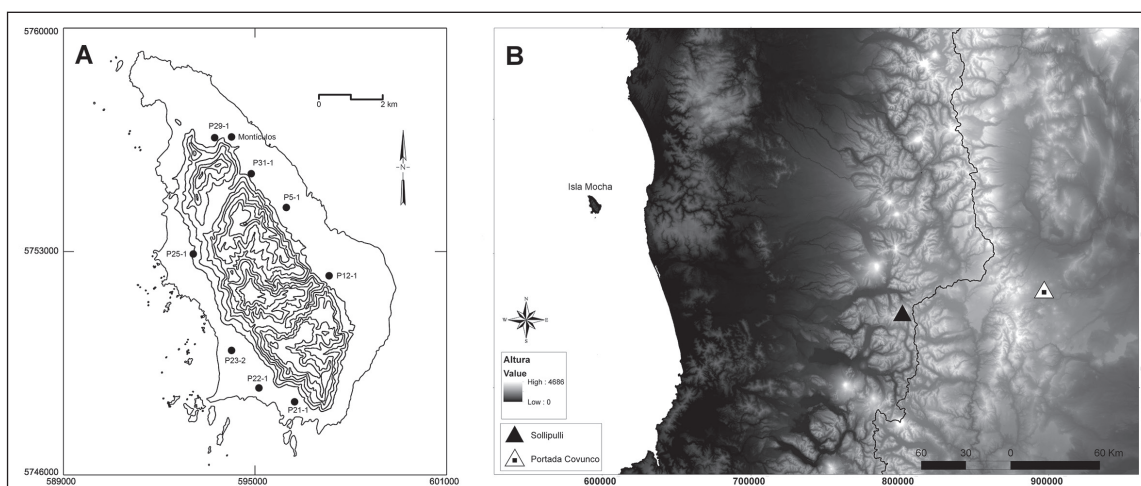 A
5760000
5753000
5746000
589000
595000
601000
0
2 km
N
P29-1
Montículos
P31-1
P5-1
P25-1
P12-1
P23-2
P22-1
P21-1
B
Isla Mocha
N
W
E
S
Altura
Value
High : 4686
Low : 0
Sollipulli
Portada Covunco
60
30
0
60 Km
600000
700000
800000
900000